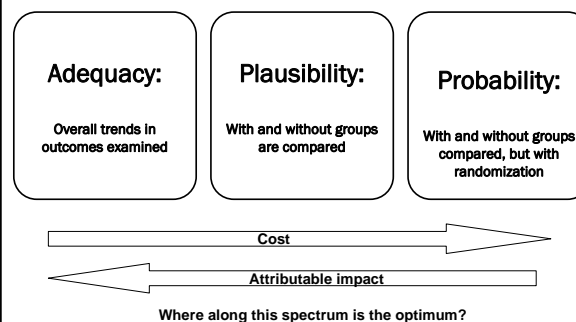 Adequacy:
Overall trends in
outcomes examined
Plausibility:
With and without groups
are compared
Probability:
With and without groups
compared, but with
randomization
Cost
Attributable impact
Where along this spectrum is the optimum?